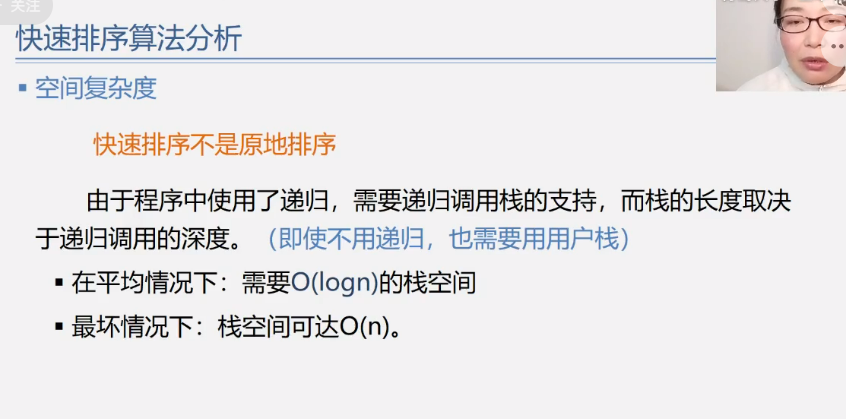 关注
快速排序算法分析
▪ 空间复杂度
快速排序不是原地排序
由于程序中使用了递归，需要递归调用栈的支持，而栈的长度取决
于递归调用的深度。（即使不用递归，也需要用用户栈）
▪ 在平均情况下：需要O(logn)的栈空间
▪ 最坏情况下：栈空间可达O(n)。